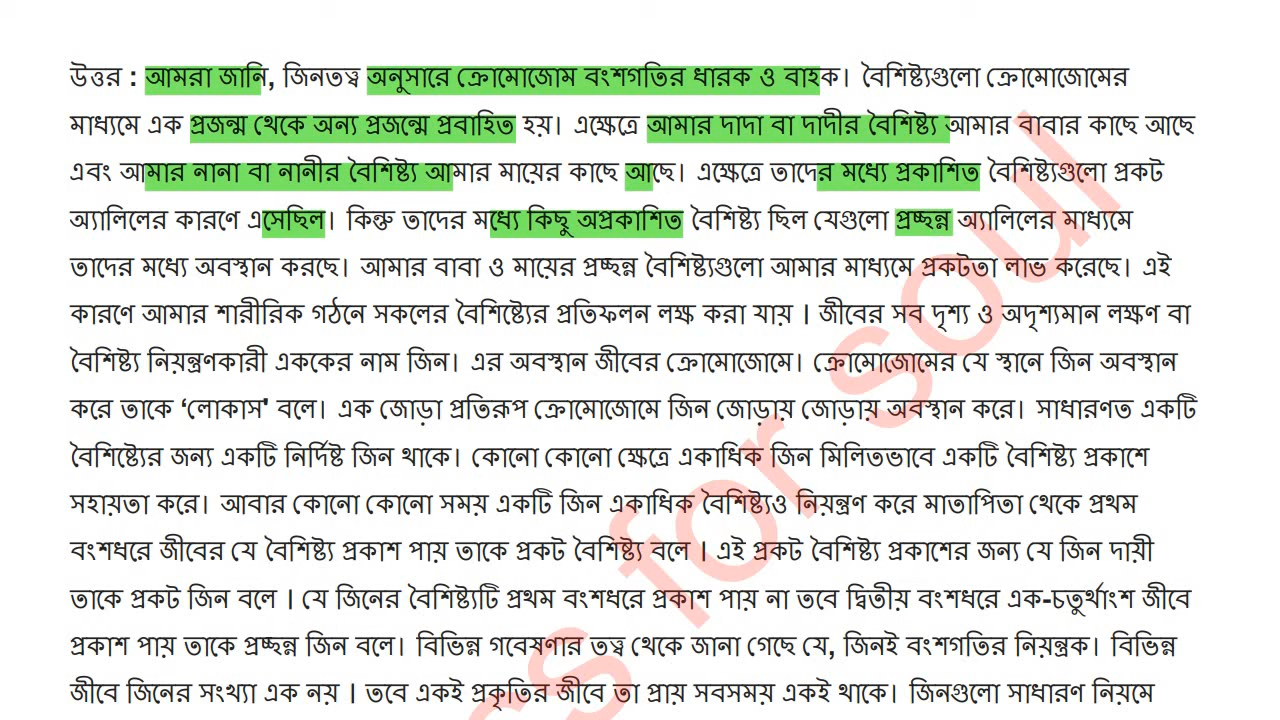 উত্তর : আমরা জানি, জিনতত্ব অনুসারে ক্রোমোজোম বংশগতির ধারক ও বাহক। বৈশিষ্ট্যগুলো ক্রোমোজোমের
মাধ্যমে এক প্রজন্ম থেকে অন্য প্রজন্মে প্রবাহিত হয়। এক্ষেত্রে আমার দাদা বা দাদীর বৈশিষ্ট্য আমার বাবার কাছে আছে
এবং আমার নানা বা নানীর বৈশিষ্ট্য আমার মায়ের কাছে আছে। এক্ষেত্রে তাদের মধ্যে প্রকাশিত বৈশিষ্ট্যগুলো প্রকট
অ্যালিলের কারণে এসেছিল। কিন্তু তাদের মধ্যে কিছু অপ্রকাশিত বৈশিষ্ট্য ছিল যেগুলো প্রচ্ছন্ন অ্যালিলের মাধ্যমে
তাদের মধ্যে অবস্থান করছে। আমার বাবা ও মায়ের প্রচ্ছন্ন বৈশিষ্ট্যগুলো আমার মাধ্যমে প্রকটতা লাভ করেছে। এই
কারণে আমার শারীরিক গঠনে সকলের বৈশিষ্ট্যের প্রতিফলন লক্ষ করা যায় । জীবের সব দৃশ্য ও অদৃশ্যমান লক্ষণ বা
বৈশিষ্ট্য নিয়ন্ত্রণকারী এককের নাম জিন। এর অবস্থান জীবের ক্রোমোজোমে। ক্রোমোজোমের যে স্থানে জিন অবস্থান
করে তাকে ‘লোকাস' বলে। এক জোড়া প্রতিরূপ ক্রোমোজোমে জিন জোড়ায় জোড়ায় অবস্থান করে। সাধারণত একটি
বৈশিষ্ট্যের জন্য একটি নির্দিষ্ট জিন থাকে। কোনো কোনো ক্ষেত্রে একাধিক জিন মিলিতভাবে একটি বৈশিষ্ট্য প্রকাশে
সহায়তা করে। আবার কোনো কোনো সময় একটি জিন একাধিক বৈশিষ্ট্যও নিয়ন্ত্রণ করে মাতাপিতা থেকে প্রথম
বংশধরে জীবের যে বৈশিষ্ট্য প্রকাশ পায় তাকে প্রকট বৈশিষ্ট্য বলে । এই প্রকট বৈশিষ্ট্য প্রকাশের জন্য যে জিন দায়ী
তাকে প্রকট জিন বলে । যে জিনের বৈশিষ্ট্যটি প্রথম বংশধরে প্রকাশ পায় না তবে দ্বিতীয় বংশধরে এক-চতুর্থাংশ জীবে
প্রকাশ পায় তাকে প্রচ্ছন্ন জিন বলে। বিভিন্ন গবেষণার তত্ব থেকে জানা গেছে যে, জিনই বংশগতির নিয়ন্ত্রক। বিভিন্ন
জীবে জিনের সংখ্যা এক নয় । তবে একই প্রকৃতির জীবে তা প্রায় সবসময় একই থাকে। জিনগুলো সাধারণ নিয়মে
for soul